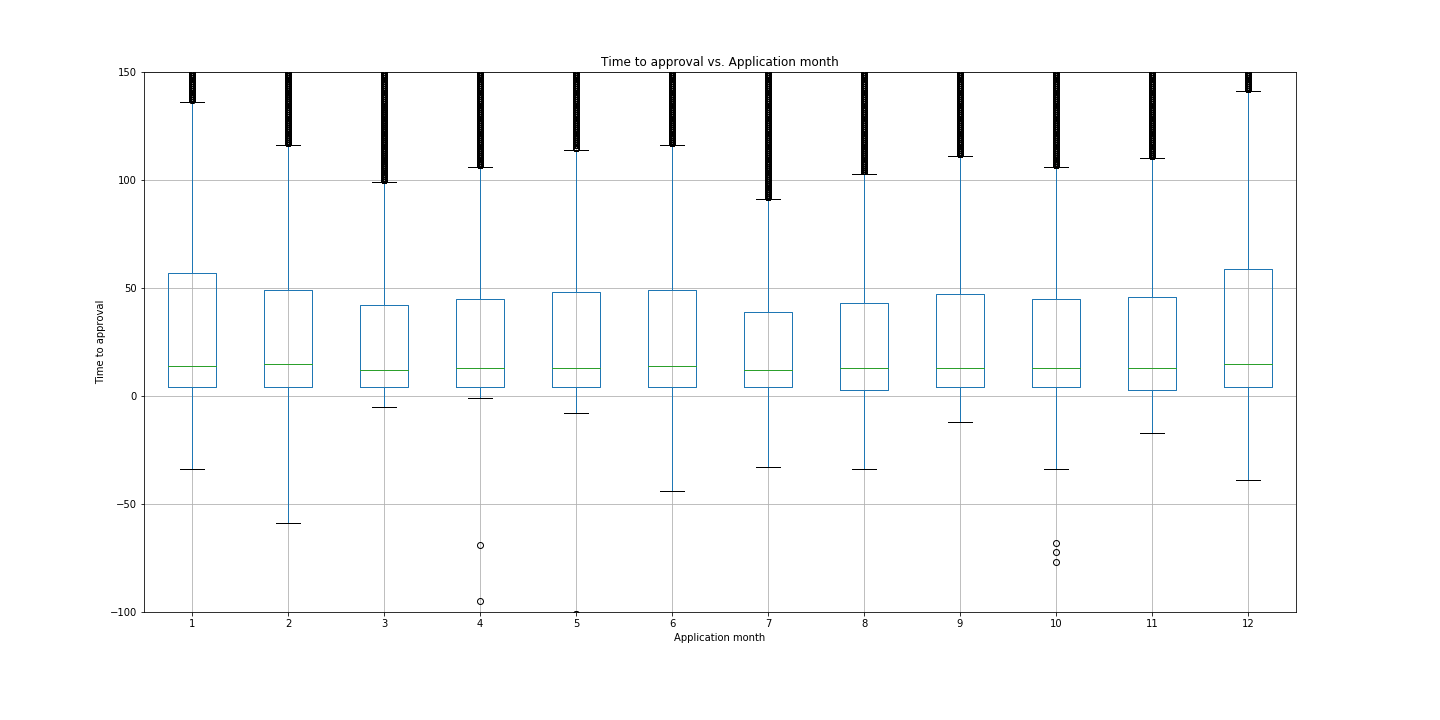 Time to approval vs. Application month
150
100
50
0
−50
−100
Time to approval
1 2 3 4 5 6 7 8 9 10 11 12
Application month